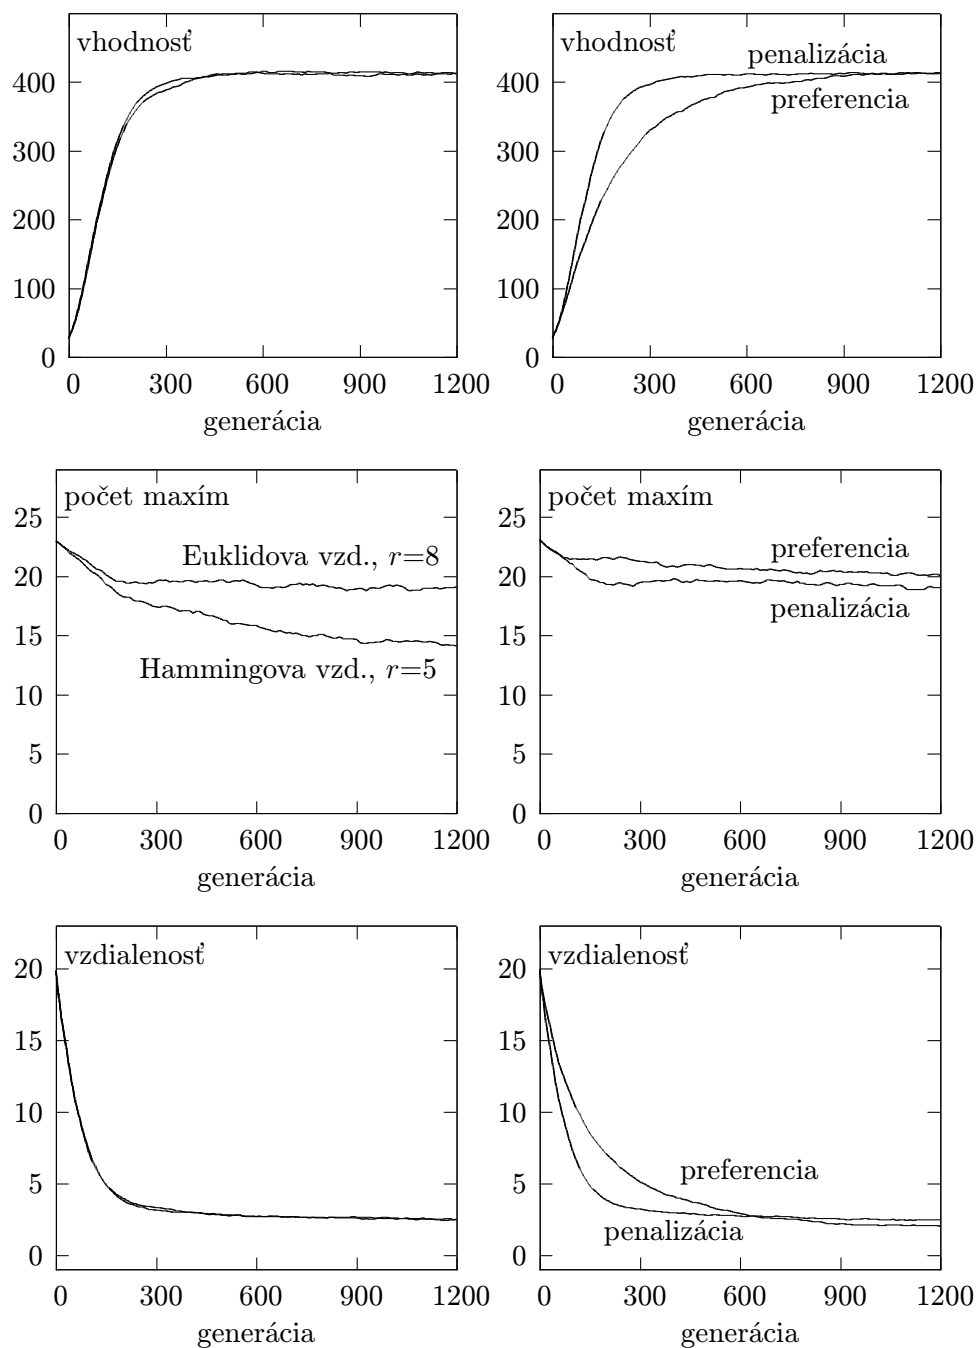 vhodnosť
400
300
200
100
0
0 300 600 900 1200
generácia
vhodnosť
penalizácia
preferencia
400
300
200
100
0
0 300 600 900 1200
generácia
počet maxím
25
20
15
10
5
0
Euklidova vzd., r=8
Hammingova vzd., r=5
0 300 600 900 1200
generácia
počet maxím
25
20
15
10
5
0
preferencia
penalizácia
0 300 600 900 1200
generácia
vzdialenosť
20
15
10
5
0
0 300 600 900 1200
generácia
vzdialenosť
20
15
10
5
0
preferencia
penalizácia
0 300 600 900 1200
generácia